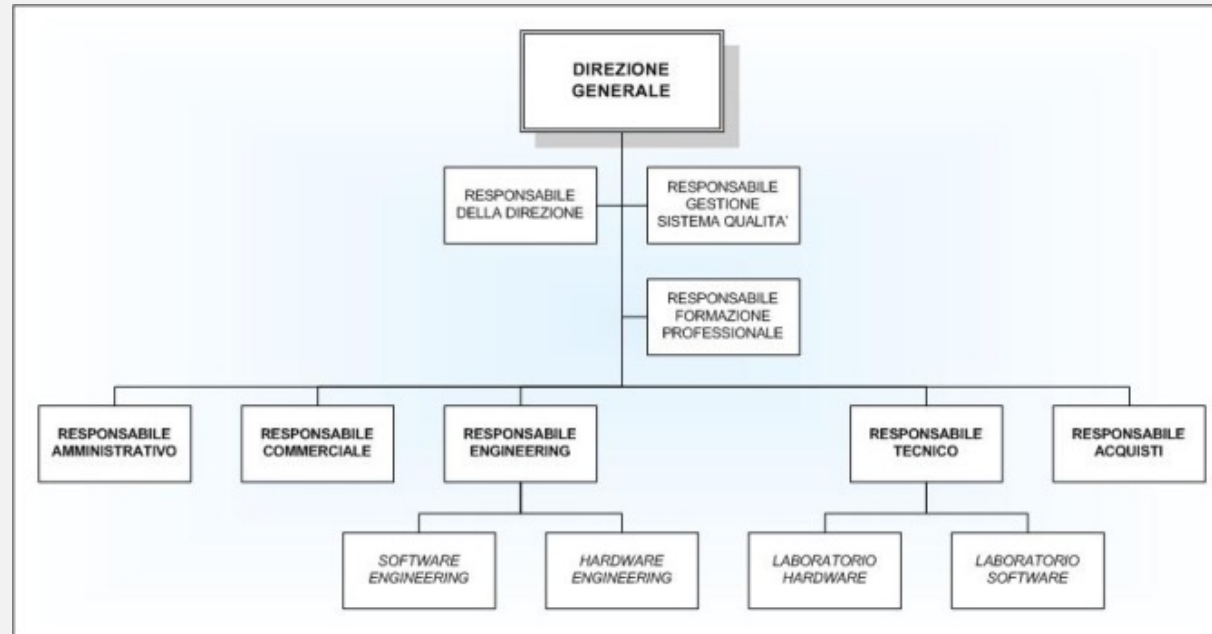 DIREZIONE
GENERALE
RESPONSABILE
DELLA DIREZIONE
RESPONSABILE
GESTIONE
SISTEMA QUALITA'
RESPONSABILE
FORMAZIONE
PROFESSIONALE
RESPONSABILE
AMMINISTRATIVO
RESPONSABILE
COMMERCIALE
RESPONSABILE
ENGINEERING
RESPONSABILE
TECNICO
RESPONSABILE
ACQUISTI
SOFTWARE
ENGINEERING
HARDWARE
ENGINEERING
LABORATORIO
HARDWARE
LABORATORIO
SOFTWARE